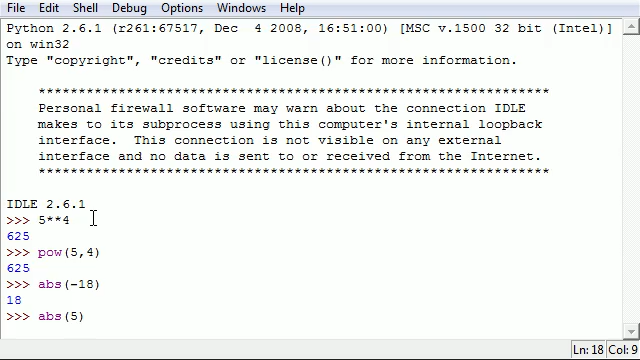 File Edit Shell Debug Options Windows Help
Python 2.6.1 (r261:67517, Dec  4 2008, 16:51:00) [MSC v.1500 32 bit (Intel)]
on win32
Type "copyright", "credits" or "license()" for more information.
****************************************************************
Personal firewall software may warn about the connection IDLE
makes to its subprocess using this computer's internal loopback
interface.  This connection is not visible on any external
interface and no data is sent to or received from the Internet.
****************************************************************
IDLE 2.6.1
>>> 5**4
625
>>> pow(5,4)
625
>>> abs(-18)
18
>>> abs(5)
Ln: 18 Col: 9